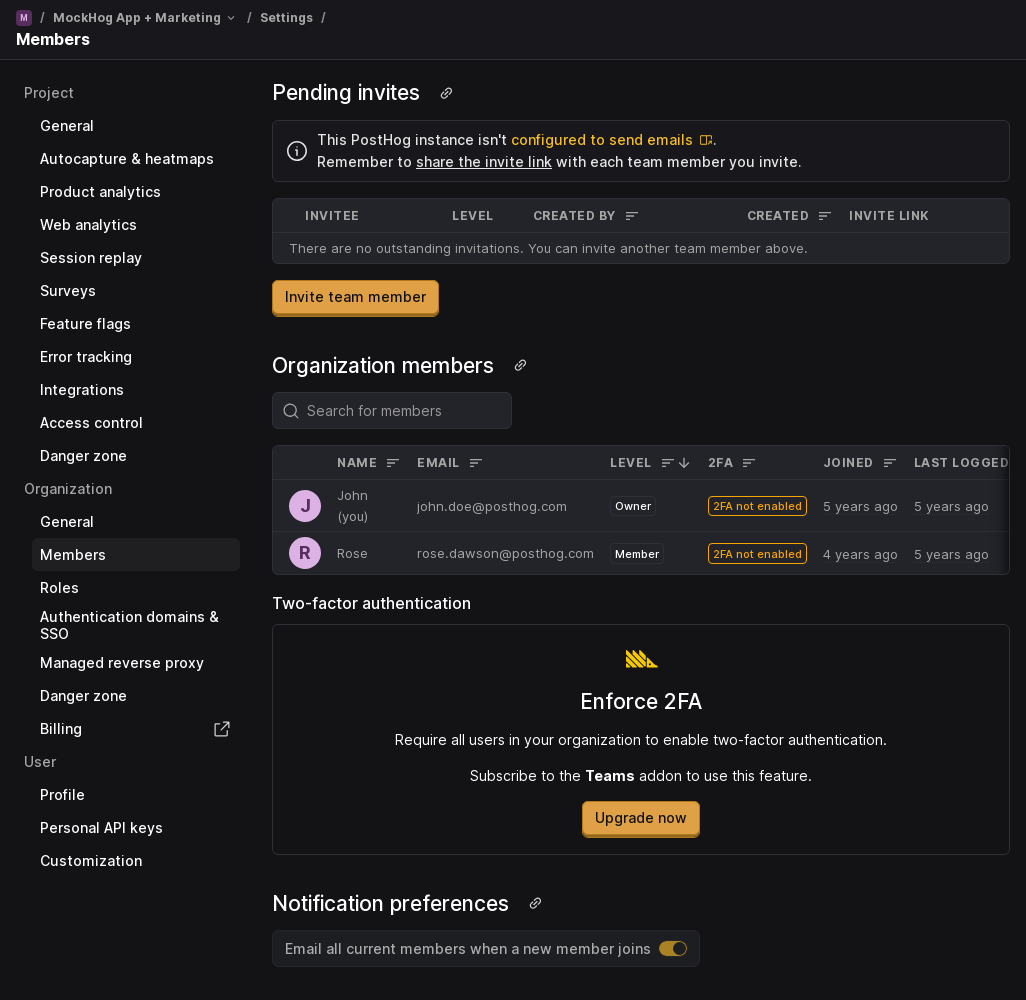 M / MockHog App + Marketing / Settings /
Members
Project
General
Autocapture & heatmaps
Product analytics
Web analytics
Session replay
Surveys
Feature flags
Error tracking
Integrations
Access control
Danger zone
Organization
General
Members
Roles
Authentication domains &
SSO
Managed reverse proxy
Danger zone
Billing
User
Profile
Personal API keys
Customization
Pending invites
This PostHog instance isn't configured to send emails.
Remember to share the invite link with each team member you invite.
INVITEE LEVEL CREATED BY CREATED INVITE LINK
There are no outstanding invitations. You can invite another team member above.
Invite team member
Organization members
Search for members
NAME EMAIL LEVEL 2FA JOINED LAST LOGGED
J John (you) john.doe@posthog.com Owner 2FA not enabled 5 years ago 5 years ago
R Rose rose.dawson@posthog.com Member 2FA not enabled 4 years ago 5 years ago
Two-factor authentication
Enforce 2FA
Require all users in your organization to enable two-factor authentication.
Subscribe to the Teams addon to use this feature.
Upgrade now
Notification preferences
Email all current members when a new member joins